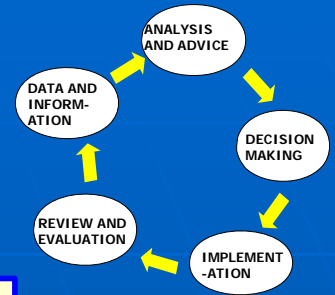 ANALYSIS
AND ADVICE
DATA AND
INFORM-
ATION
DECISION
MAKING
REVIEW AND
EVALUATION
IMPLEMENT
-ATION